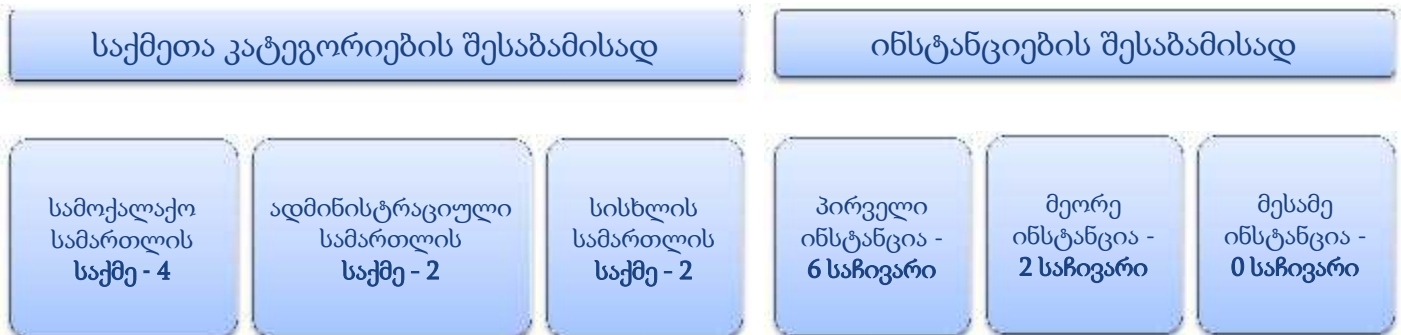 საქმეთა კატეგორიების შესაბამისად
ინსტანციების შესაბამისად
სამოქალაქო
სამართლის
საქმე - 4
ადმინისტრაციული
სამართლის
საქმე – 2
სისხლის
სამართლის
საქმე – 2
პირველი
ინსტანცია -
6 საჩივარი
მეორე
ინსტანცია -
2 საჩივარი
მესამე
ინსტანცია -
0 საჩივარი